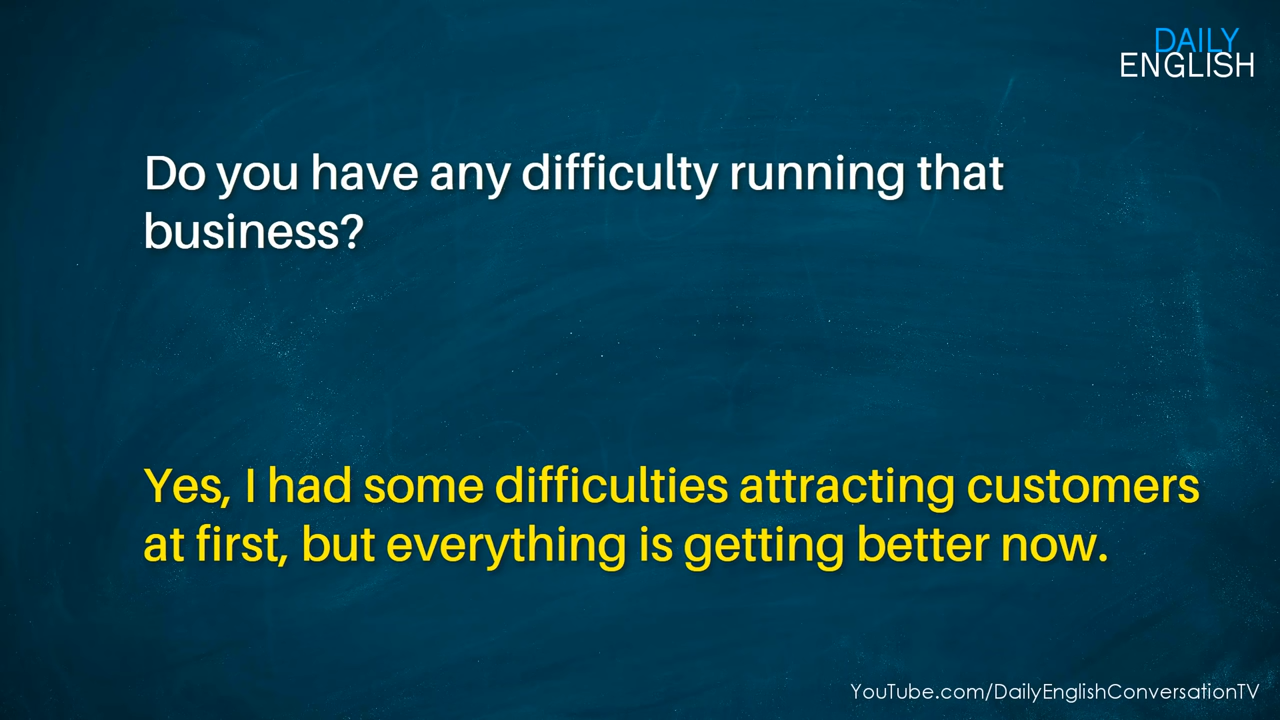 DAILY
ENGLISH
Do you have any difficulty running that
business?
Yes, I had some difficulties attracting customers
at first, but everything is getting better now.
YouTube.com/DailyEnglishConversationTV